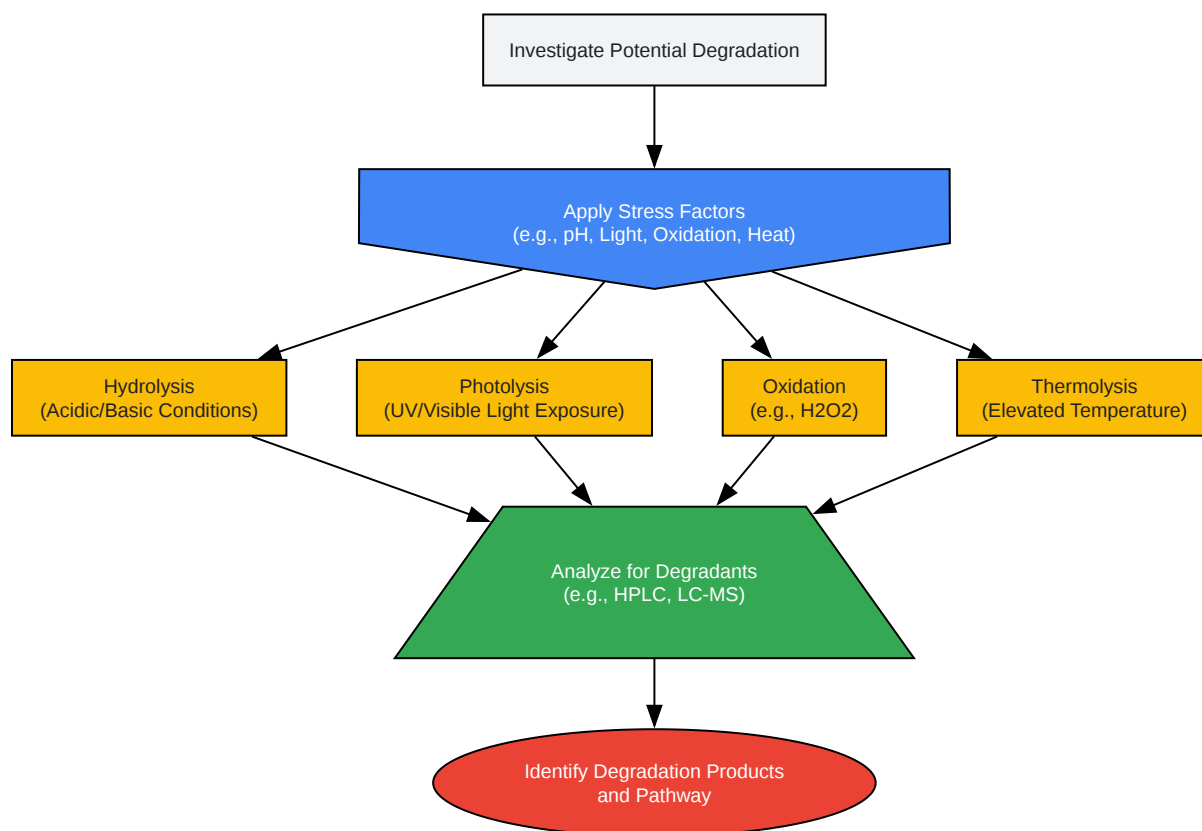 Investigate Potential Degradation
Apply Stress Factors
(e.g., pH, Light, Oxidation, Heat)
Hydrolysis
(Acidic/Basic Conditions)
Photolysis
(UV/Visible Light Exposure)
Oxidation
(e.g., H2O2)
Thermolysis
(Elevated Temperature)
Analyze for Degradants
(e.g., HPLC, LC-MS)
Identify Degradation Products
and Pathway